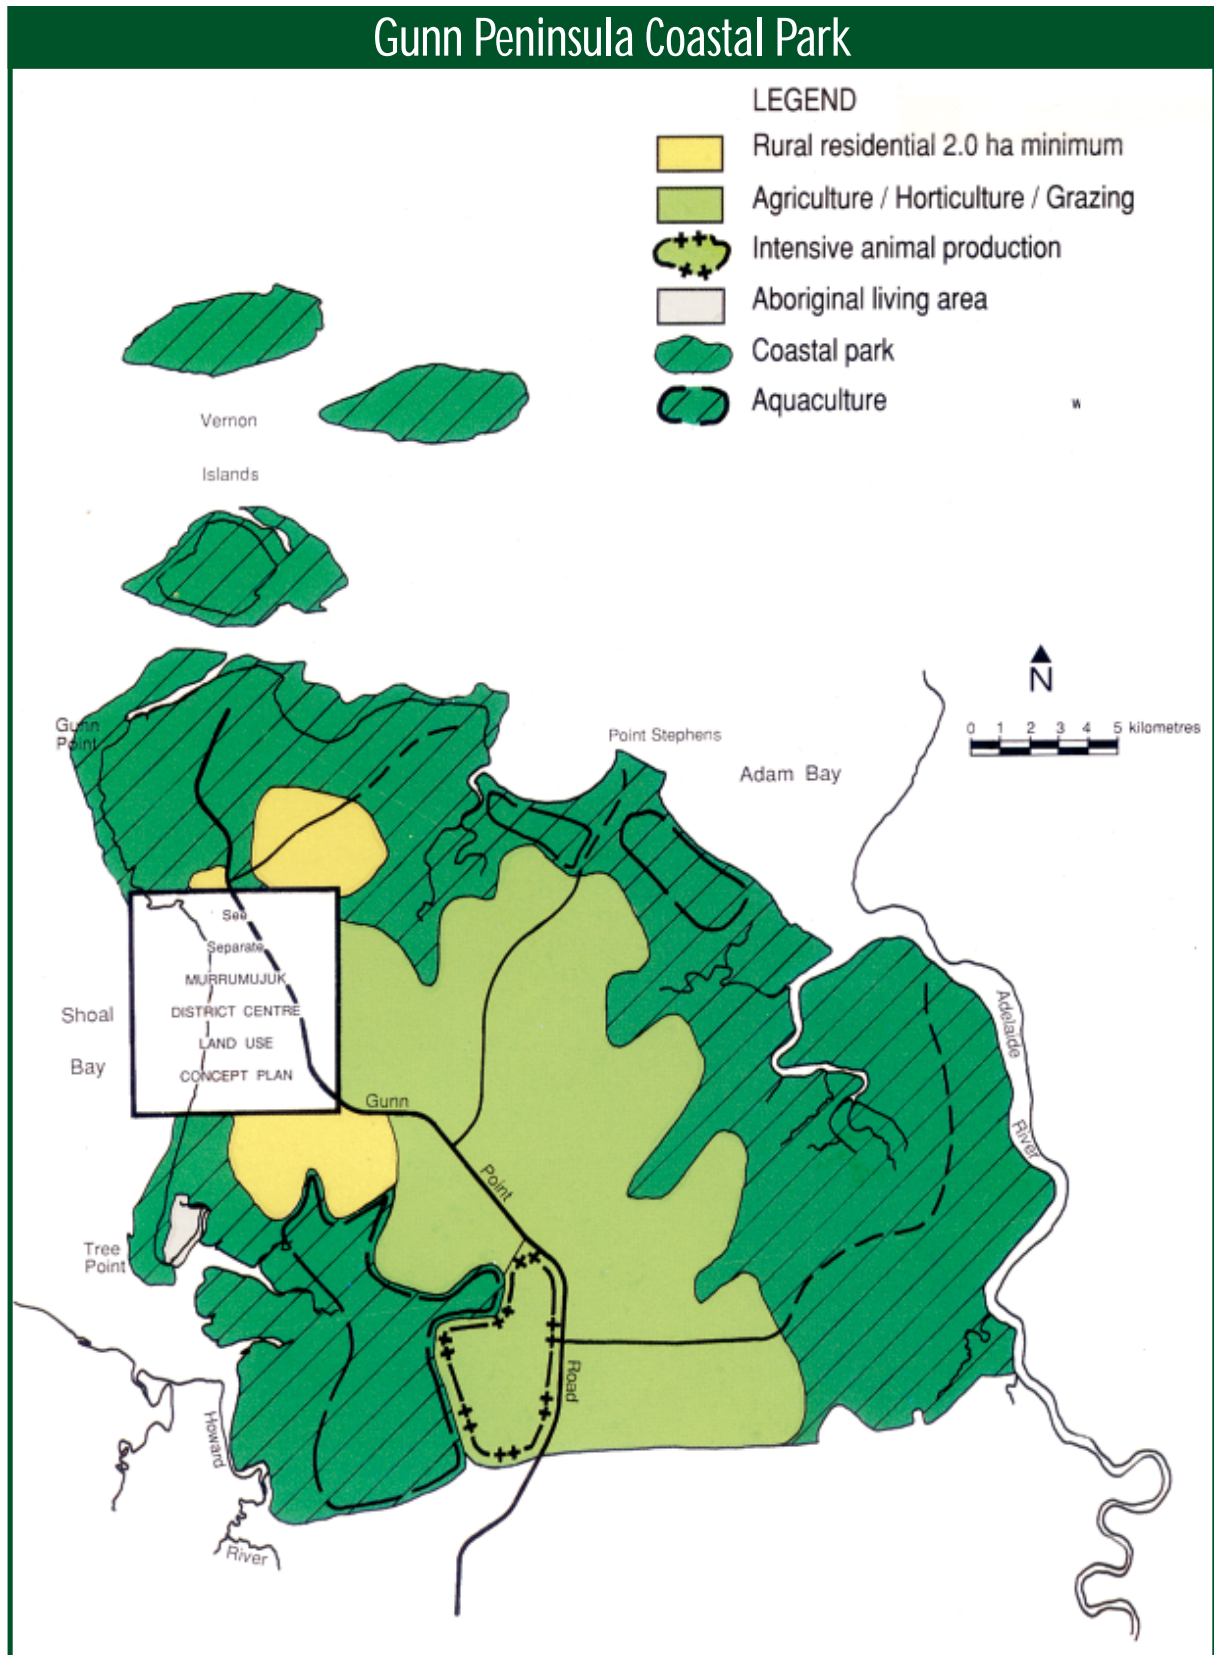 Gunn Peninsula Coastal Park
LEGEND
Rural residential 2.0 ha minimum
Agriculture / Horticulture / Grazing
Intensive animal production
Aboriginal living area
Coastal park
Aquaculture
w
Vernon
Islands
N
0 1 2 3 4 5 kilometres
Gunn
Point
Point Stephens
Adam Bay
See
Separate
MURRUMUJUK
DISTRICT CENTRE
LAND USE
CONCEPT PLAN
Shoal
Bay
Adelaide
River
Gunn
Point
Road
Tree
Point
Howard
River